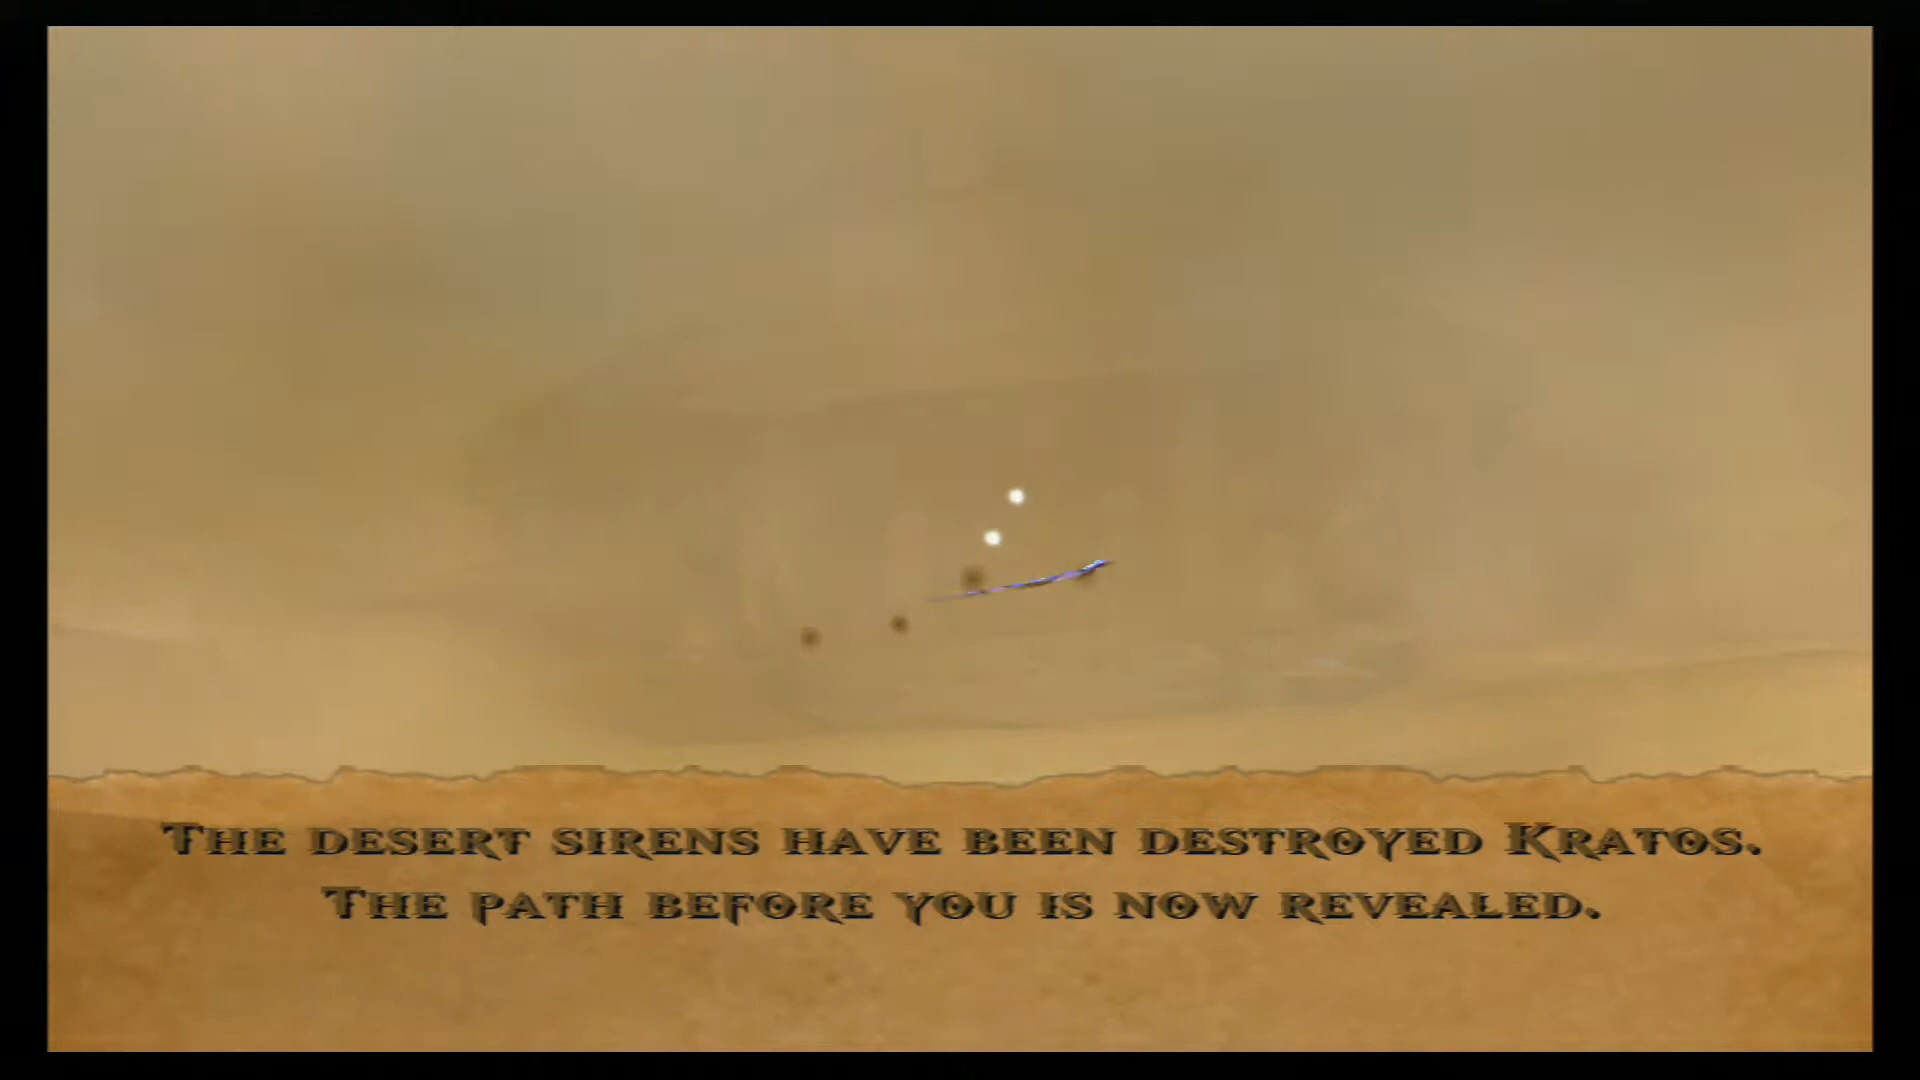 The desert sirens have been destroyed Kratos.
The path before you is now revealed.